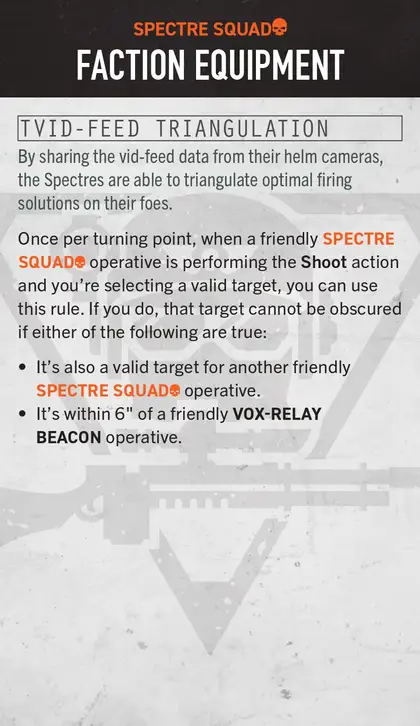 SPECTRE SQUAD
FACTION EQUIPMENT
TVID-FEED TRIANGULATION
By sharing the vid-feed data from their helm cameras,
the Spectres are able to triangulate optimal firing
solutions on their foes.
Once per turning point, when a friendly SPECTRE
SQUAD operative is performing the Shoot action
and you’re selecting a valid target, you can use
this rule. If you do, that target cannot be obscured
if either of the following are true:
• It’s also a valid target for another friendly
SPECTRE SQUAD operative.
• It’s within 6" of a friendly VOX-RELAY
BEACON operative.